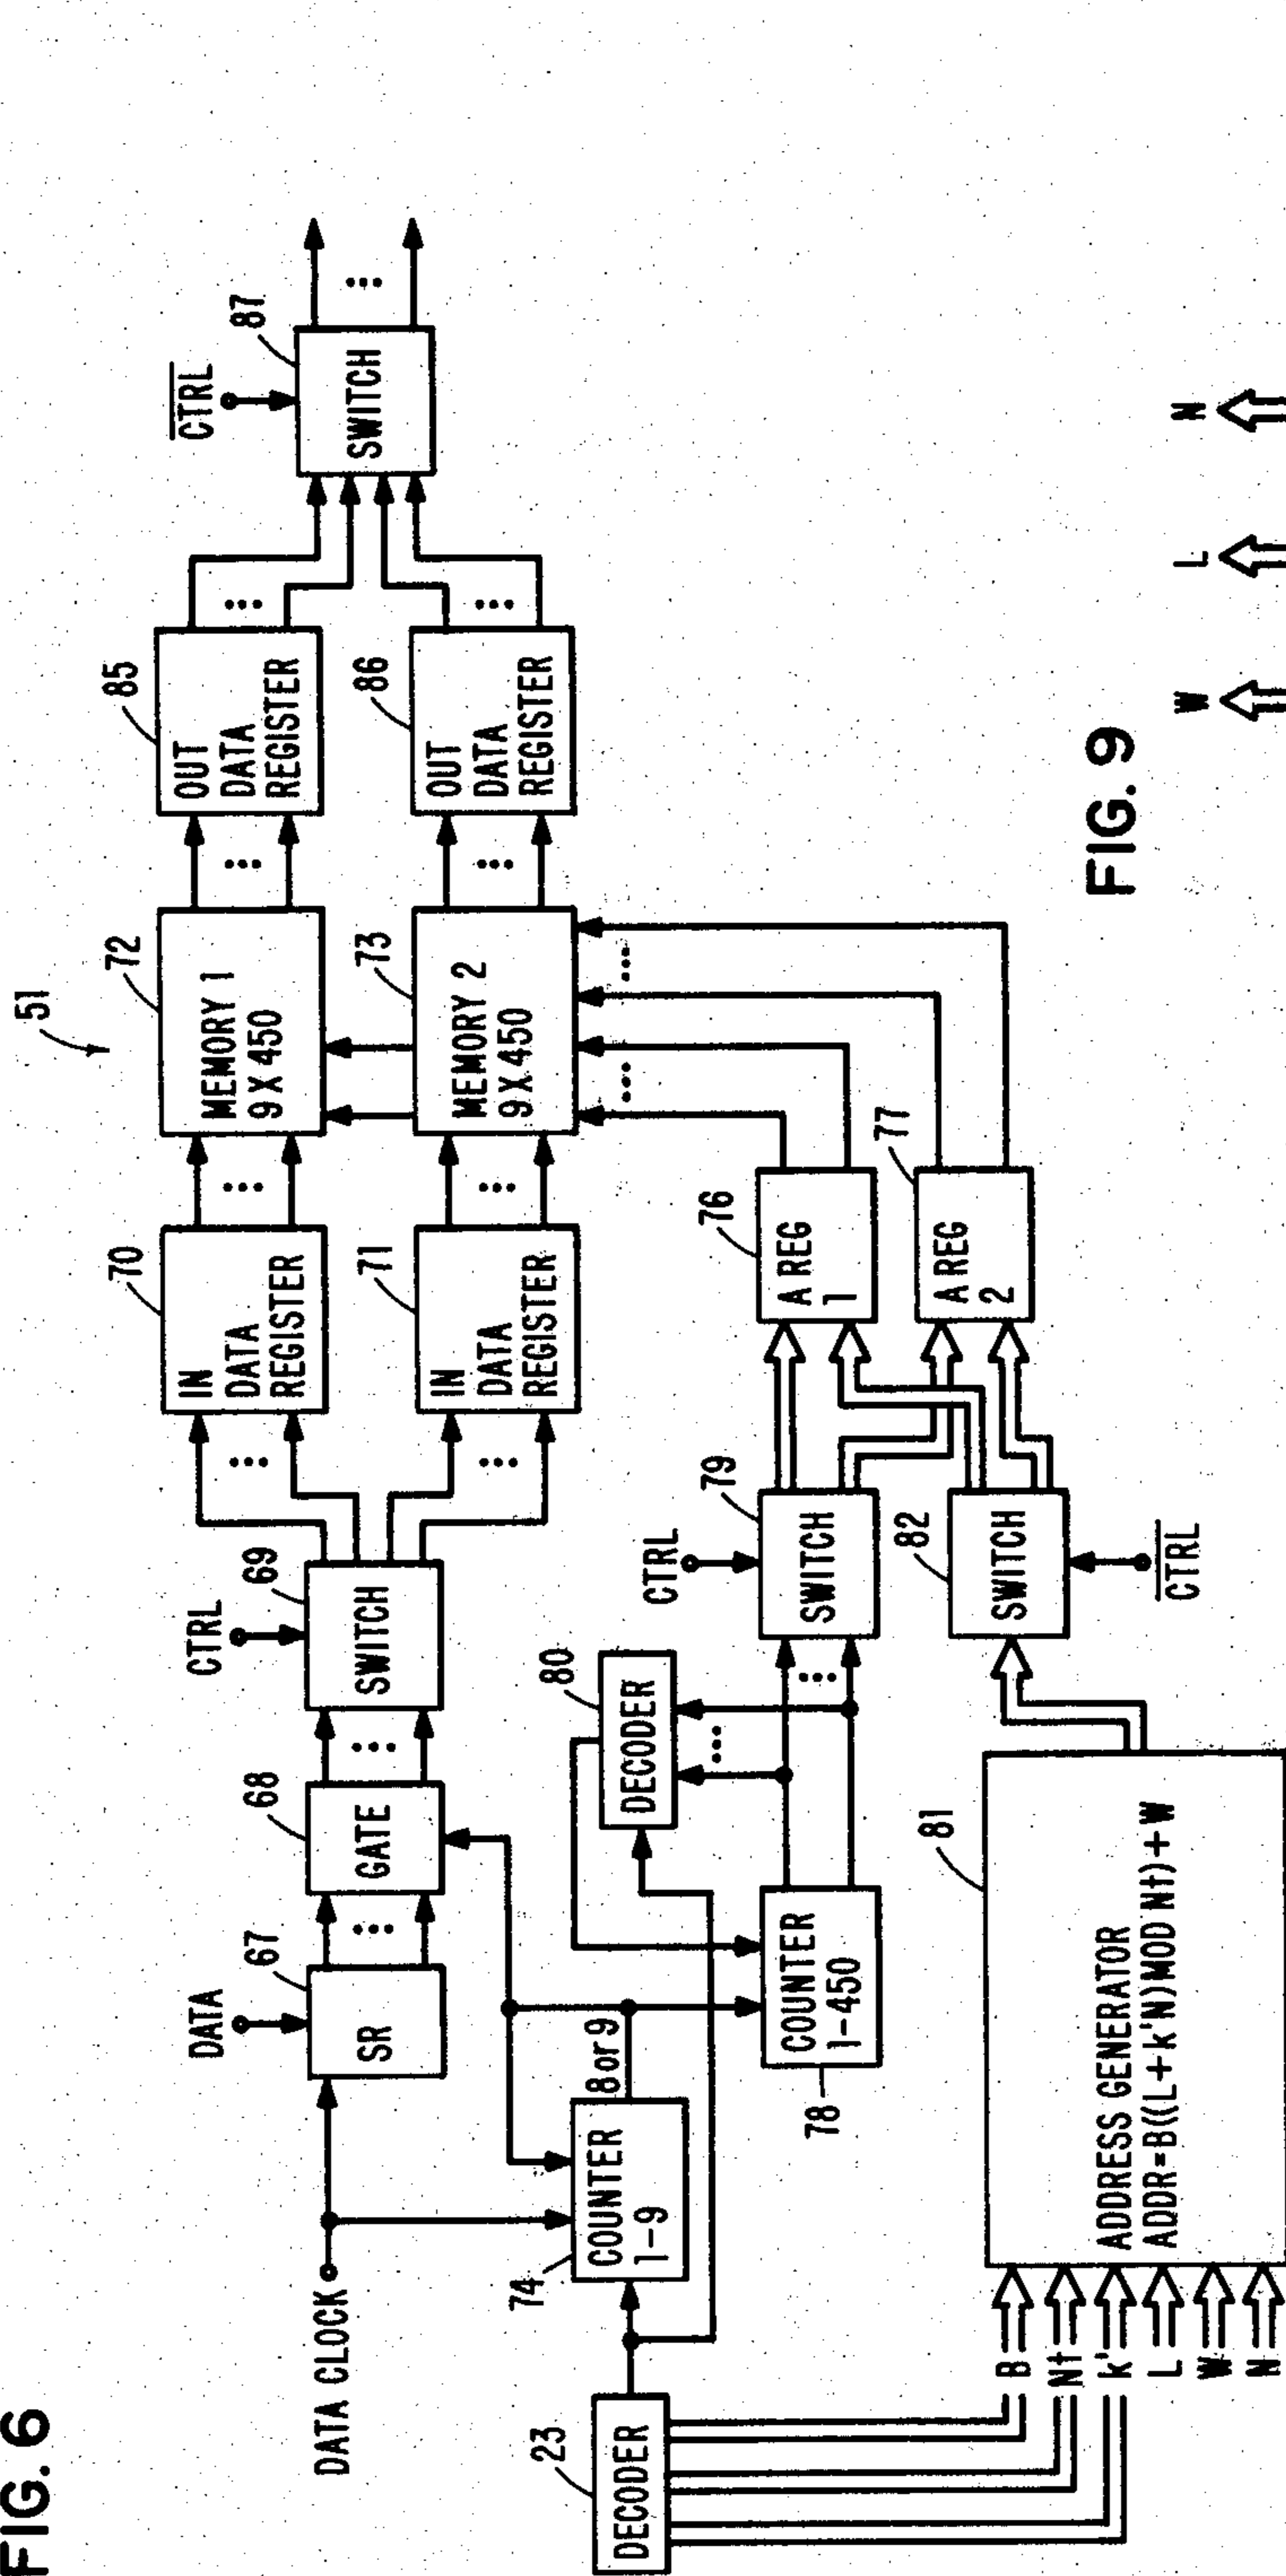 FIG. 6
51
DATA CLOCK
DATA
67
SR
68
GATE
CTRL
69
SWITCH
70
IN
DATA
REGISTER
71
IN
DATA
REGISTER
72
MEMORY 1
9 X 450
73
MEMORY 2
9 X 450
85
OUT
DATA
REGISTER
86
OUT
DATA
REGISTER
CTRL
87
SWITCH
74
COUNTER
1-9
8 or 9
80
DECODER
78
COUNTER
1-450
CTRL
79
SWITCH
82
SWITCH
CTRL
76
A REG
1
77
A REG
2
23
DECODER
81
ADDRESS GENERATOR
ADDR=B((L+k'N)MOD Nt)+W
B
Nt
k'
L
W
N
FIG. 9
W
L
N